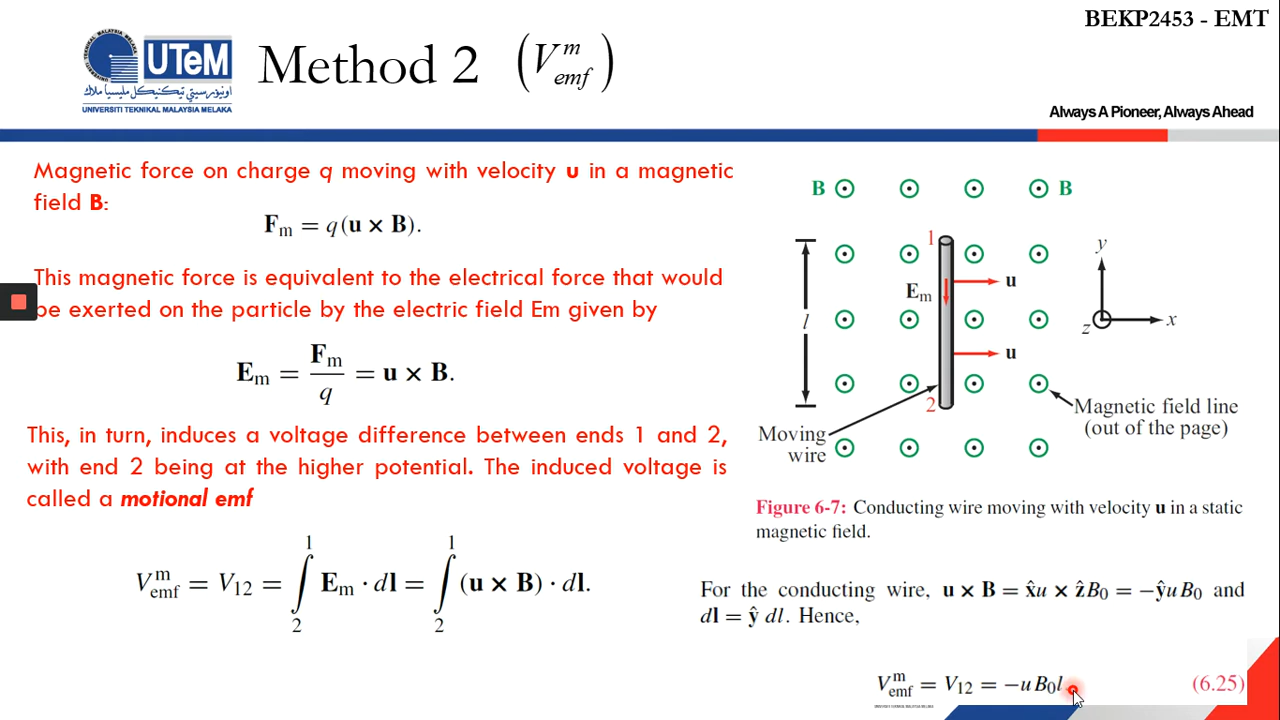 BEKP2453 - EMT
UTeM
اونيۏرسيتي تيكنيكل مليسيا ملاك
UNIVERSITI TEKNIKAL MALAYSIA MELAKA
Method 2 (V^m_emf)
Always A Pioneer, Always Ahead
Magnetic force on charge q moving with velocity u in a magnetic
field B:
F_m = q(u × B).
This magnetic force is equivalent to the electrical force that would
be exerted on the particle by the electric field Em given by
E_m = F_m / q = u × B.
This, in turn, induces a voltage difference between ends 1 and 2,
with end 2 being at the higher potential. The induced voltage is
called a motional emf
V^m_emf = V_12 = ∫_2^1 E_m · dl = ∫_2^1 (u × B) · dl.
B B
1
y
E_m
u
l
z x
u
2
Magnetic field line
(out of the page)
Moving
wire
Figure 6-7: Conducting wire moving with velocity u in a static
magnetic field.
For the conducting wire, u × B = x̂u × ẑB_0 = −ŷuB_0 and
dl = ŷ dl. Hence,
V^m_emf = V_12 = −uB_0l (6.25)